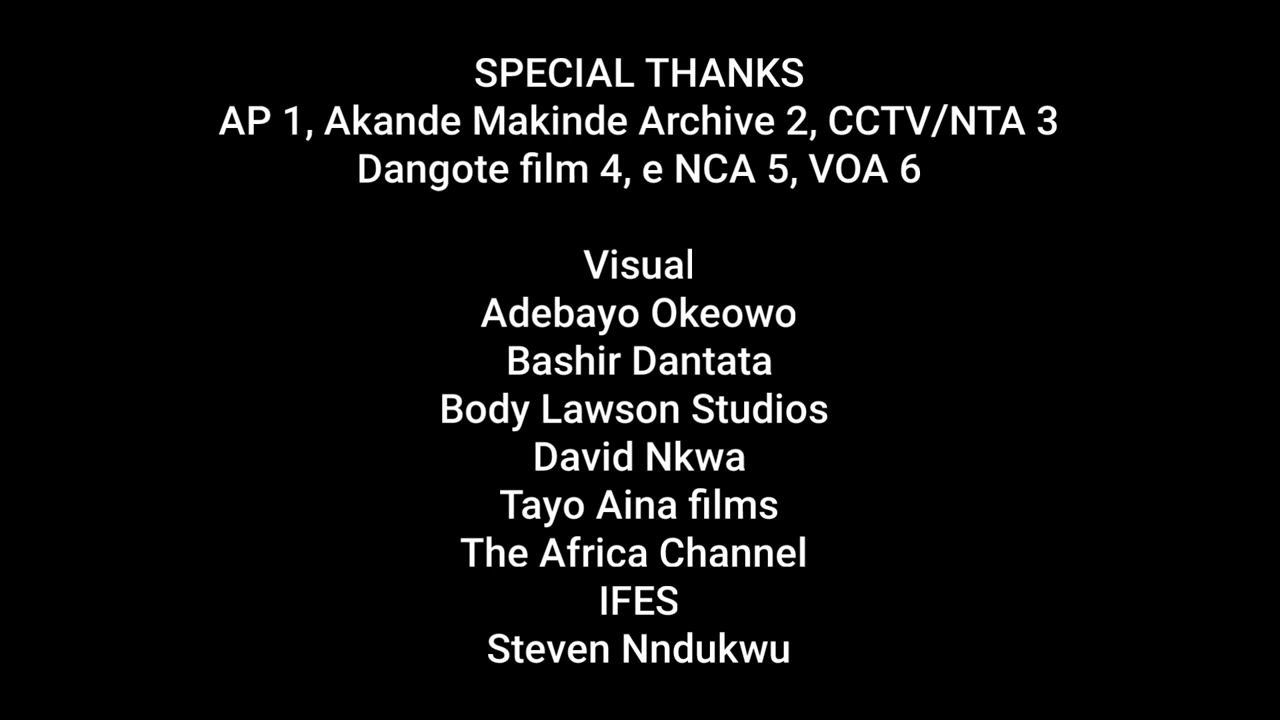 SPECIAL THANKS
AP 1, Akande Makinde Archive 2, CCTV/NTA 3
Dangote film 4, e NCA 5, VOA 6
Visual
Adebayo Okeowo
Bashir Dantata
Body Lawson Studios
David Nkwa
Tayo Aina films
The Africa Channel
IFES
Steven Nndukwu